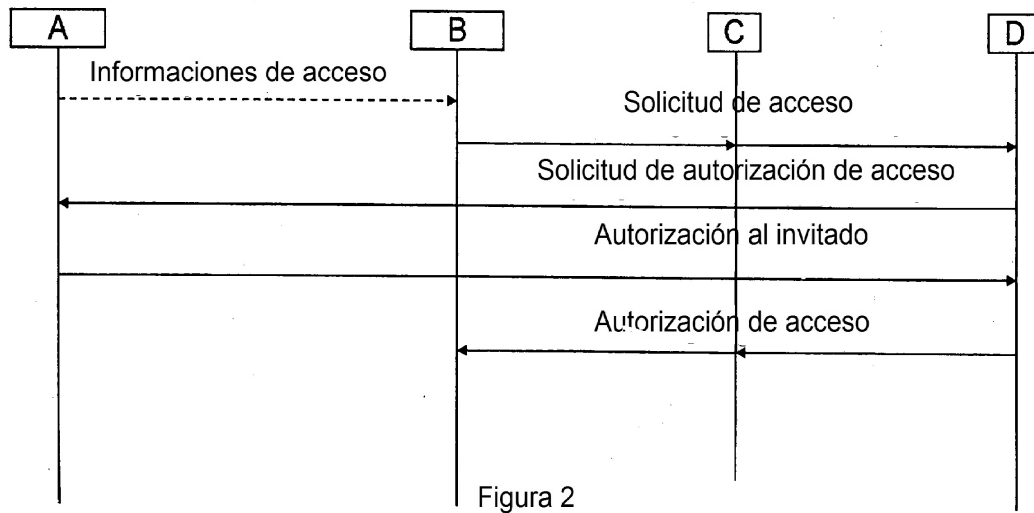 A B C D
Informaciones de acceso
Solicitud de acceso
Solicitud de autorización de acceso
Autorización al invitado
Autorización de acceso
Figura 2